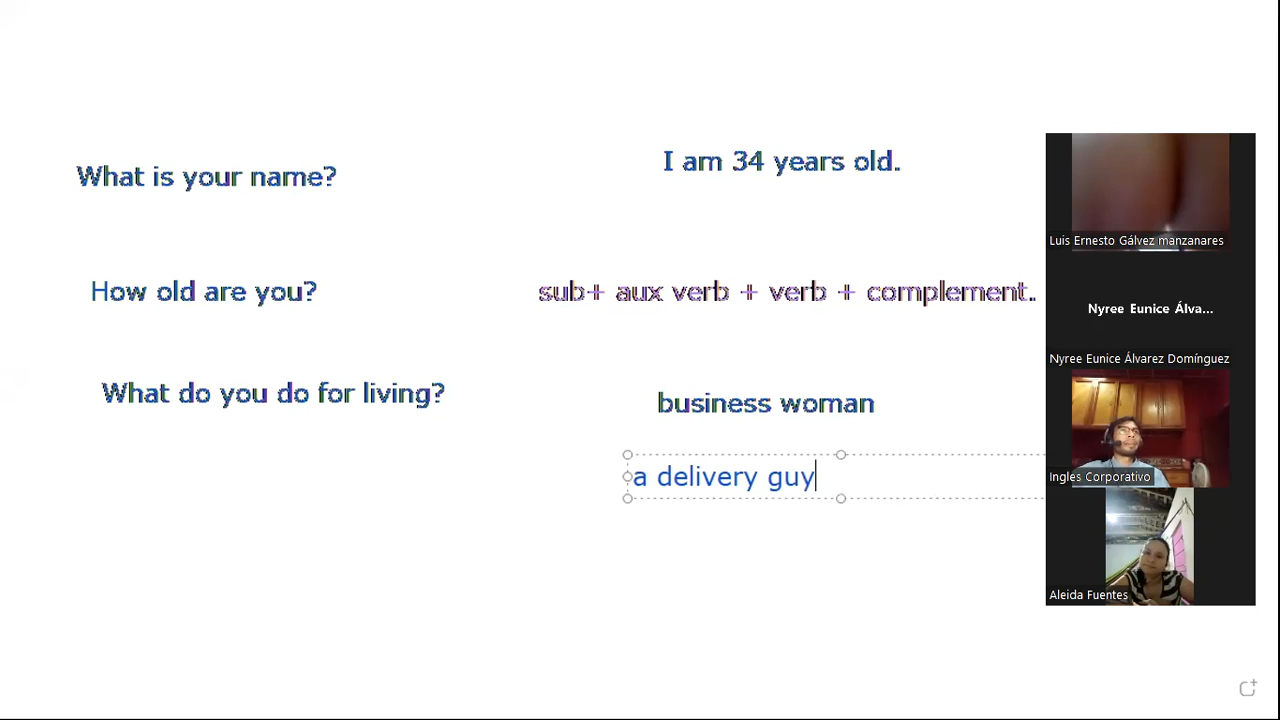 What is your name?
I am 34 years old.
How old are you?
sub+ aux verb + verb + complement.
What do you do for living?
business woman
a delivery guy
Luis Ernesto Gálvez manzanares
Nyree Eunice Álva...
Nyree Eunice Álvarez Domínguez
Ingles Corporativo
Aleida Fuentes